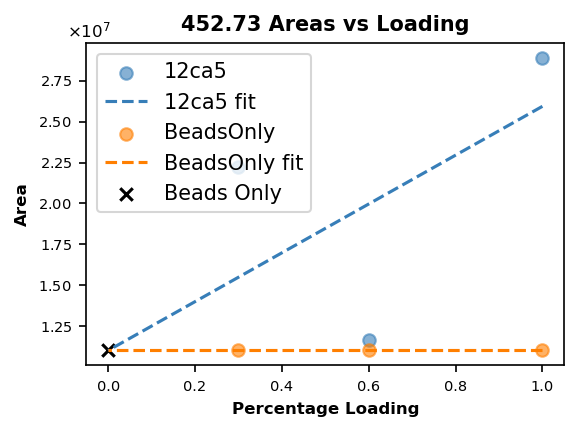 452.73 Areas vs Loading
×10⁷
2.75
2.50
2.25
2.00
1.75
1.50
1.25
Area
12ca5
12ca5 fit
BeadsOnly
BeadsOnly fit
Beads Only
0.0 0.2 0.4 0.6 0.8 1.0
Percentage Loading